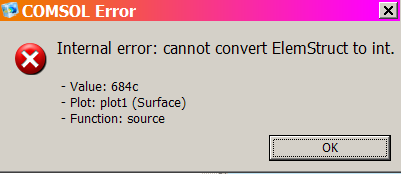 COMSOL Error
Internal error: cannot convert ElemStruct to int.
- Value: 684c
- Plot: plot1 (Surface)
- Function: source
OK